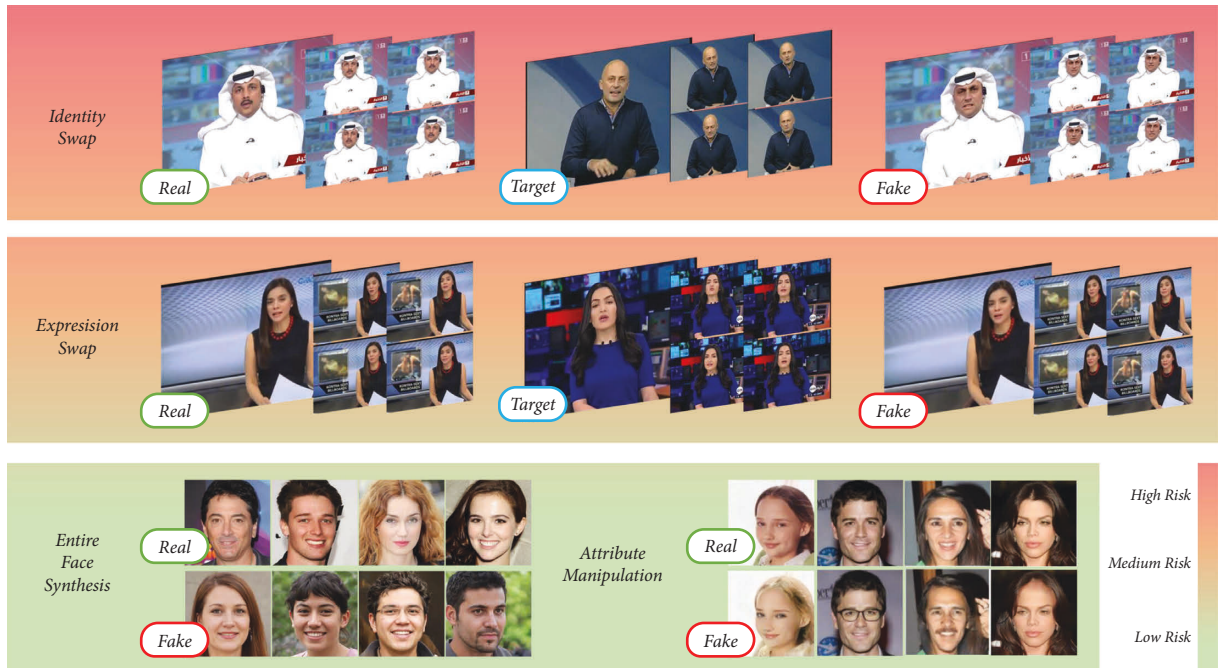 Identity
Swap
Real
Target
Fake
Expresision
Swap
Real
Target
Fake
Entire
Face
Synthesis
Real
Fake
Attribute
Manipulation
Real
Fake
High Risk
Medium Risk
Low Risk